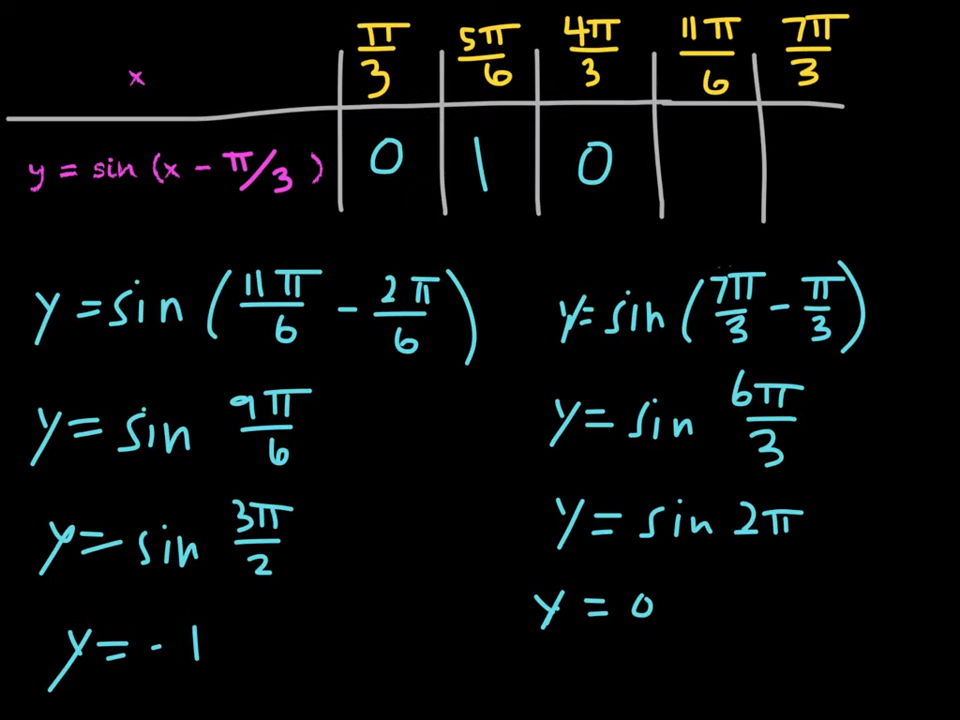 x π/3 5π/6 4π/3 11π/6 7π/3
y = sin (x - π/3) 0 1 0
y = sin (11π/6 - 2π/6) y = sin (7π/3 - π/3)
y = sin 9π/6 y = sin 6π/3
y = sin 3π/2 y = sin 2π
y = - 1 y = 0